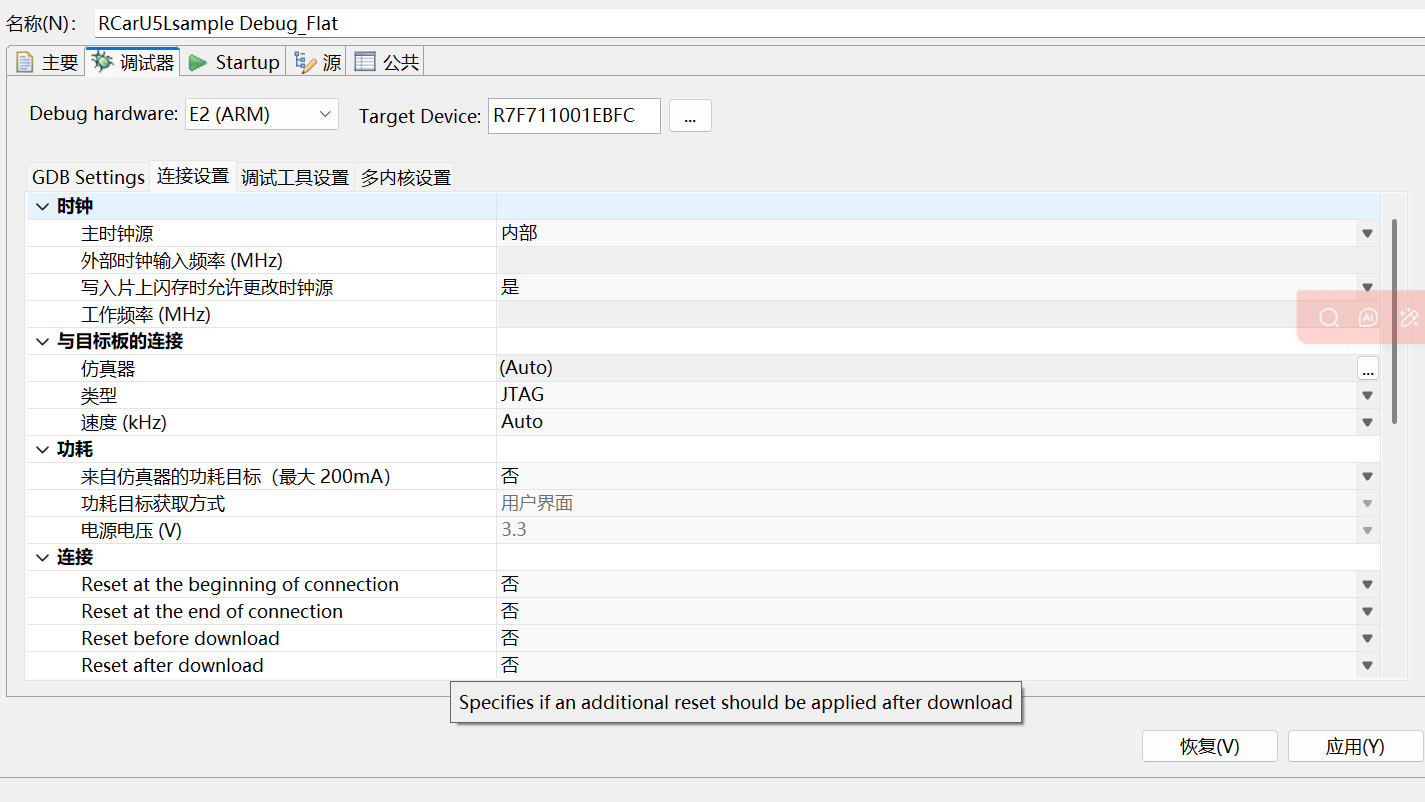 名称(N): RCarU5Lsample Debug_Flat
主要 调试器 Startup 源 公共
Debug hardware: E2 (ARM) Target Device: R7F711001EBFC ...
GDB Settings 连接设置 调试工具设置 多内核设置
时钟
主时钟源 内部
外部时钟输入频率 (MHz)
写入片上闪存时允许更改时钟源 是
工作频率 (MHz)
AI
与目标板的连接
仿真器 (Auto) ...
类型 JTAG
速度 (kHz) Auto
功耗
来自仿真器的功耗目标（最大 200mA） 否
功耗目标获取方式 用户界面
电源电压 (V) 3.3
连接
Reset at the beginning of connection 否
Reset at the end of connection 否
Reset before download 否
Reset after download 否
Specifies if an additional reset should be applied after download
恢复(V) 应用(Y)